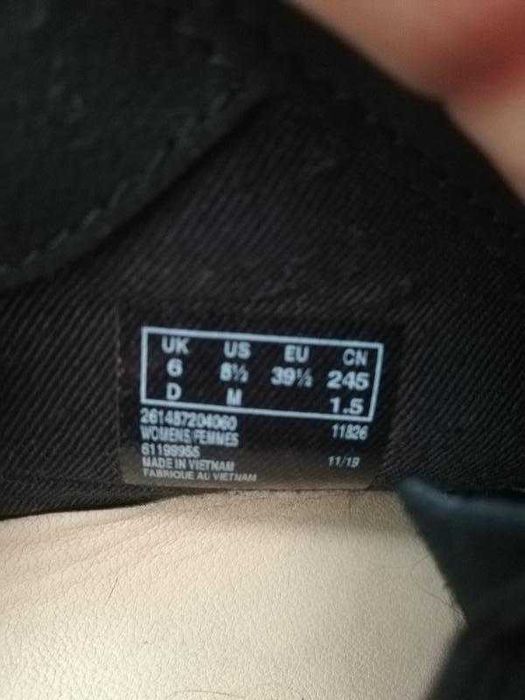 UK US EU CN
6 8½ 39½ 245
D M 1.5
261487204060 11826
WOMENS/FEMMES
61199955
MADE IN VIETNAM 11/19
FABRIQUE AU VIETNAM